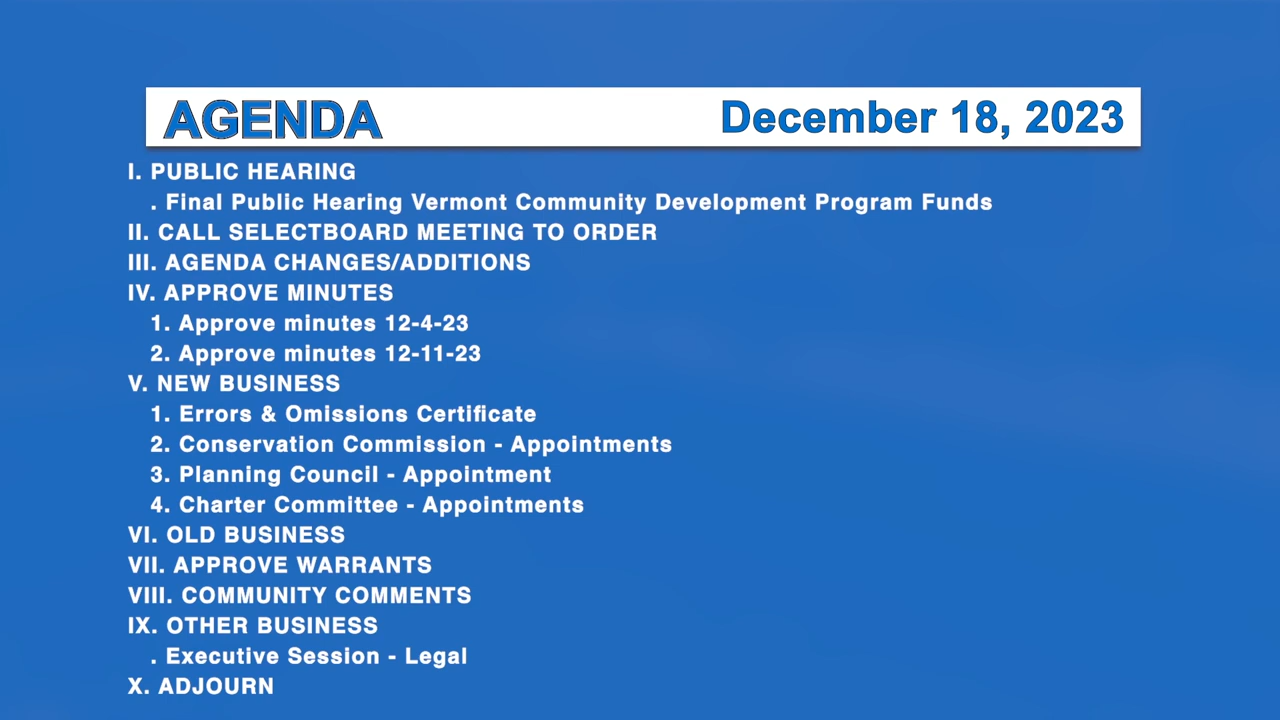 AGENDA December 18, 2023
I. PUBLIC HEARING
. Final Public Hearing Vermont Community Development Program Funds
II. CALL SELECTBOARD MEETING TO ORDER
III. AGENDA CHANGES/ADDITIONS
IV. APPROVE MINUTES
1. Approve minutes 12-4-23
2. Approve minutes 12-11-23
V. NEW BUSINESS
1. Errors & Omissions Certificate
2. Conservation Commission - Appointments
3. Planning Council - Appointment
4. Charter Committee - Appointments
VI. OLD BUSINESS
VII. APPROVE WARRANTS
VIII. COMMUNITY COMMENTS
IX. OTHER BUSINESS
. Executive Session - Legal
X. ADJOURN